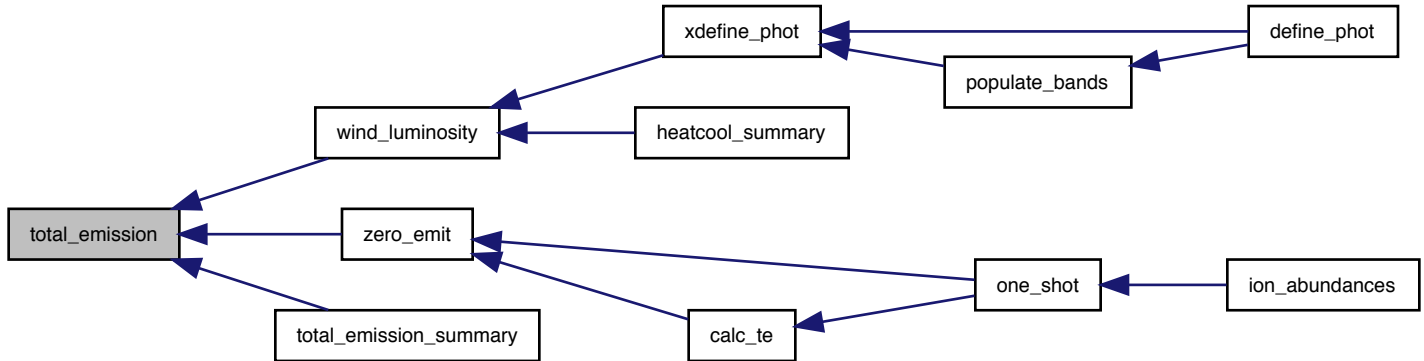 xdefine_phot
define_phot
populate_bands
wind_luminosity
heatcool_summary
total_emission
zero_emit
one_shot
ion_abundances
total_emission_summary
calc_te